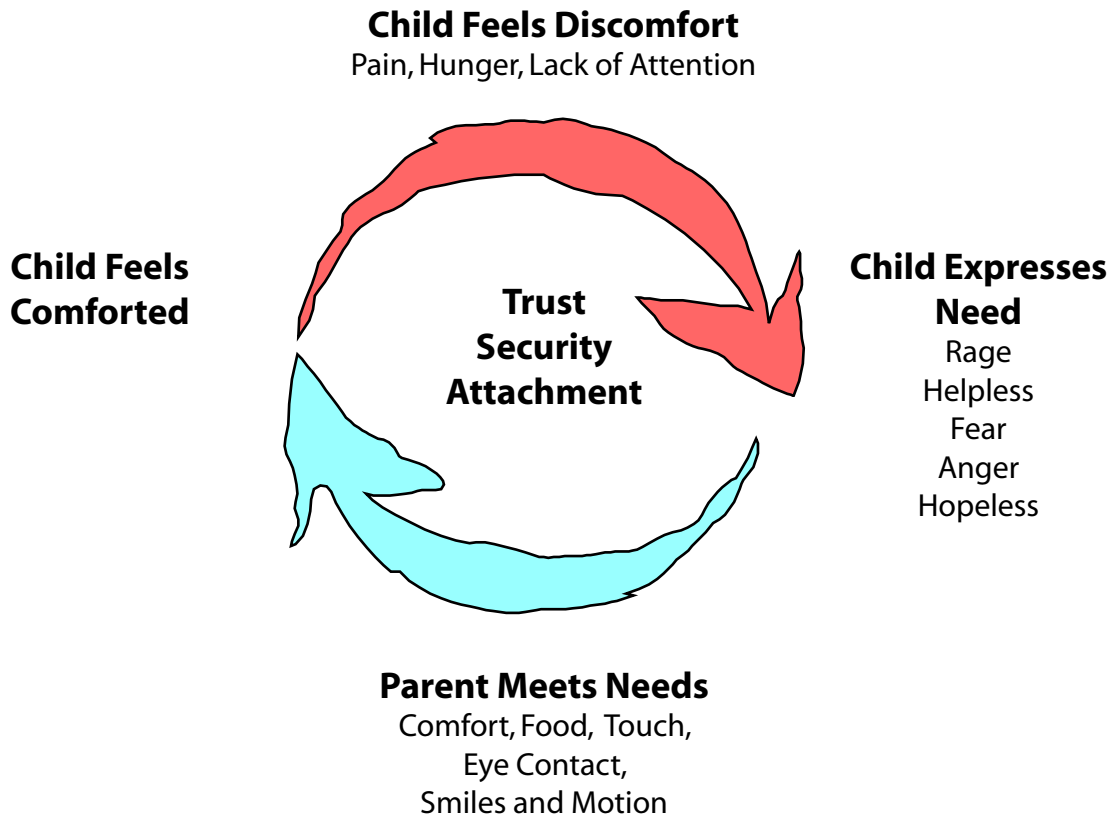 Child Feels Discomfort
Pain, Hunger, Lack of Attention
Child Feels
Comforted
Trust
Security
Attachment
Child Expresses
Need
Rage
Helpless
Fear
Anger
Hopeless
Parent Meets Needs
Comfort, Food, Touch,
Eye Contact,
Smiles and Motion